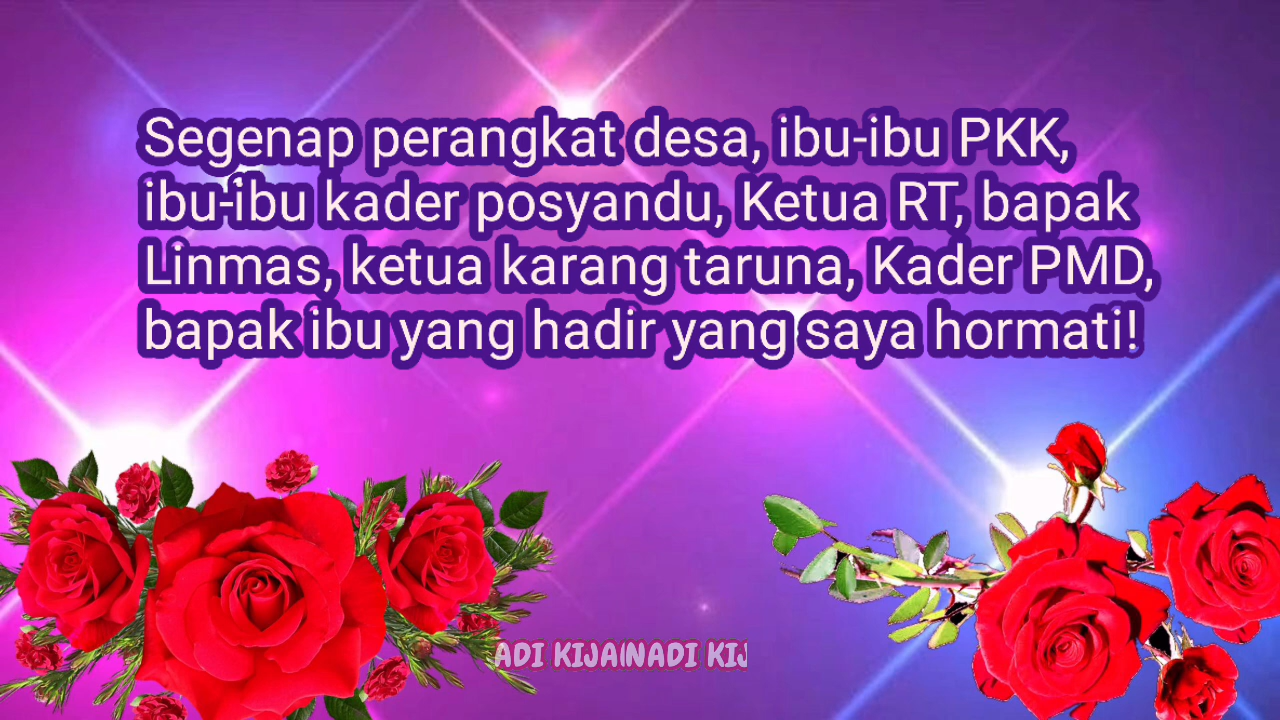 Segenap perangkat desa, ibu-ibu PKK,
ibu-ibu kader posyandu, Ketua RT, bapak
Linmas, ketua karang taruna, Kader PMD,
bapak ibu yang hadir yang saya hormati!
ADI KIJANADI KIJ